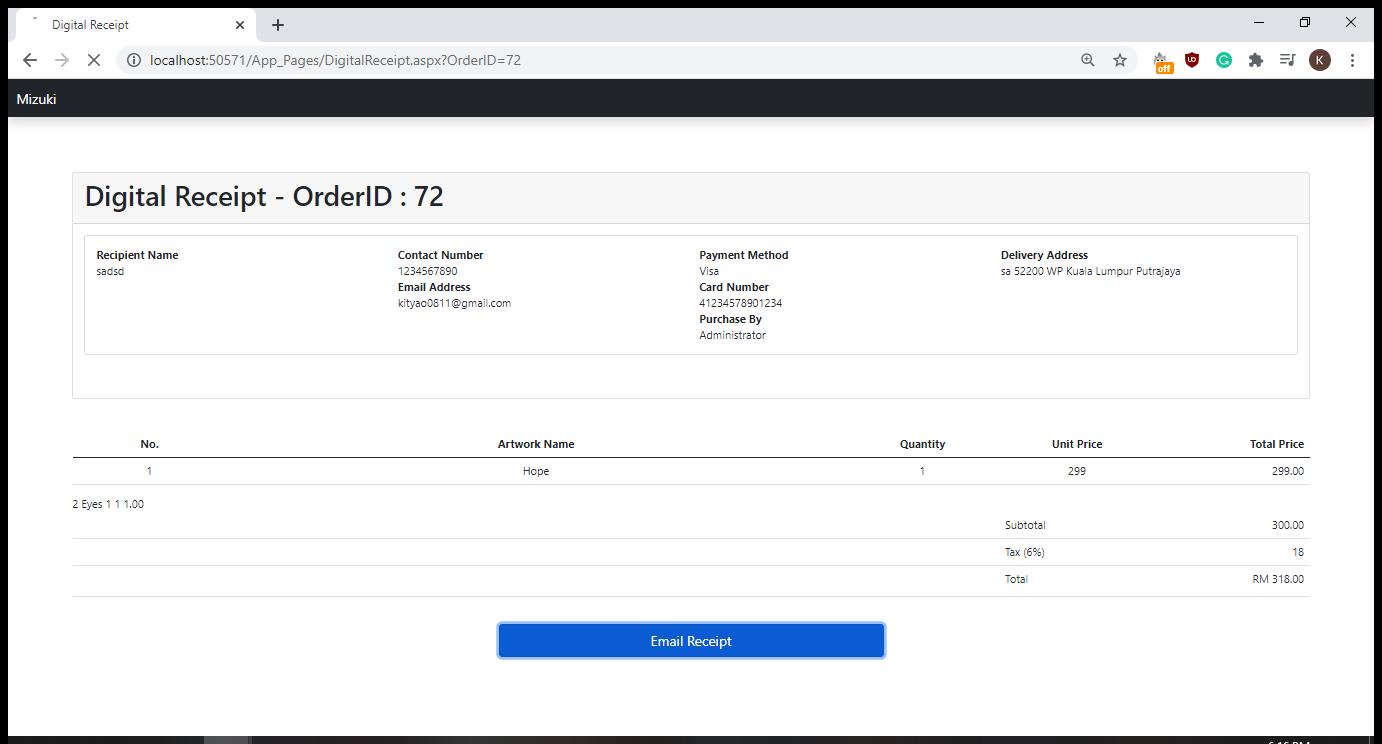 Digital Receipt
localhost:50571/App_Pages/DigitalReceipt.aspx?OrderID=72
off
K
Mizuki
Digital Receipt - OrderID : 72
Recipient Name
sadsd
Contact Number
1234567890
Email Address
kityao0811@gmail.com
Payment Method
Visa
Card Number
41234578901234
Purchase By
Administrator
Delivery Address
sa 52200 WP Kuala Lumpur Putrajaya
No. Artwork Name Quantity Unit Price Total Price
1 Hope 1 299 299.00
2 Eyes 1 1 1.00
Subtotal 300.00
Tax (6%) 18
Total RM 318.00
Email Receipt